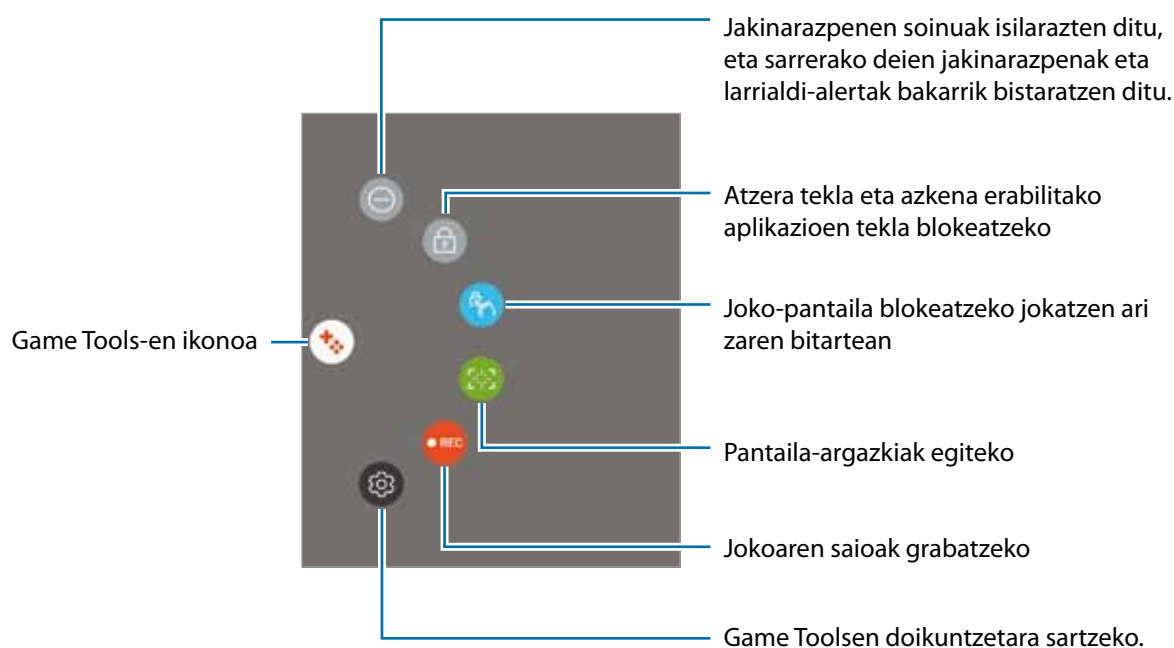 Jakinarazpenen soinuak isilarazten ditu,
eta sarrerako deien jakinarazpenak eta
larrialdi-alertak bakarrik bistaratzen ditu.
Atzera tekla eta azkena erabilitako
aplikazioen tekla blokeatzeko
Joko-pantaila blokeatzeko jokatzen ari
zaren bitartean
Game Tools-en ikonoa
Pantaila-argazkiak egiteko
REC
Jokoaren saioak grabatzeko
Game Toolsen doikuntzetara sartzeko.